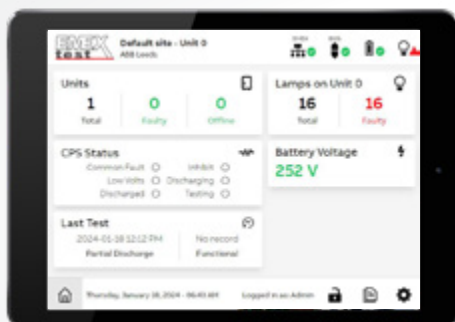 EMEX
test
Default site - Unit 0
ABB Leeds
Units
1
0
0
Total
Faulty
Offline
Lamps on Unit 0
16
16
Total
Faulty
CPS Status
Common Fault
Inhibit
Low Volts
Discharging
Discharged
Testing
Battery Voltage
252 V
Last Test
2024-01-18 12:12 PM
No record
Partial Discharge
Functional
Thursday, January 18, 2024 - 06:43 AM
Logged in as: Admin